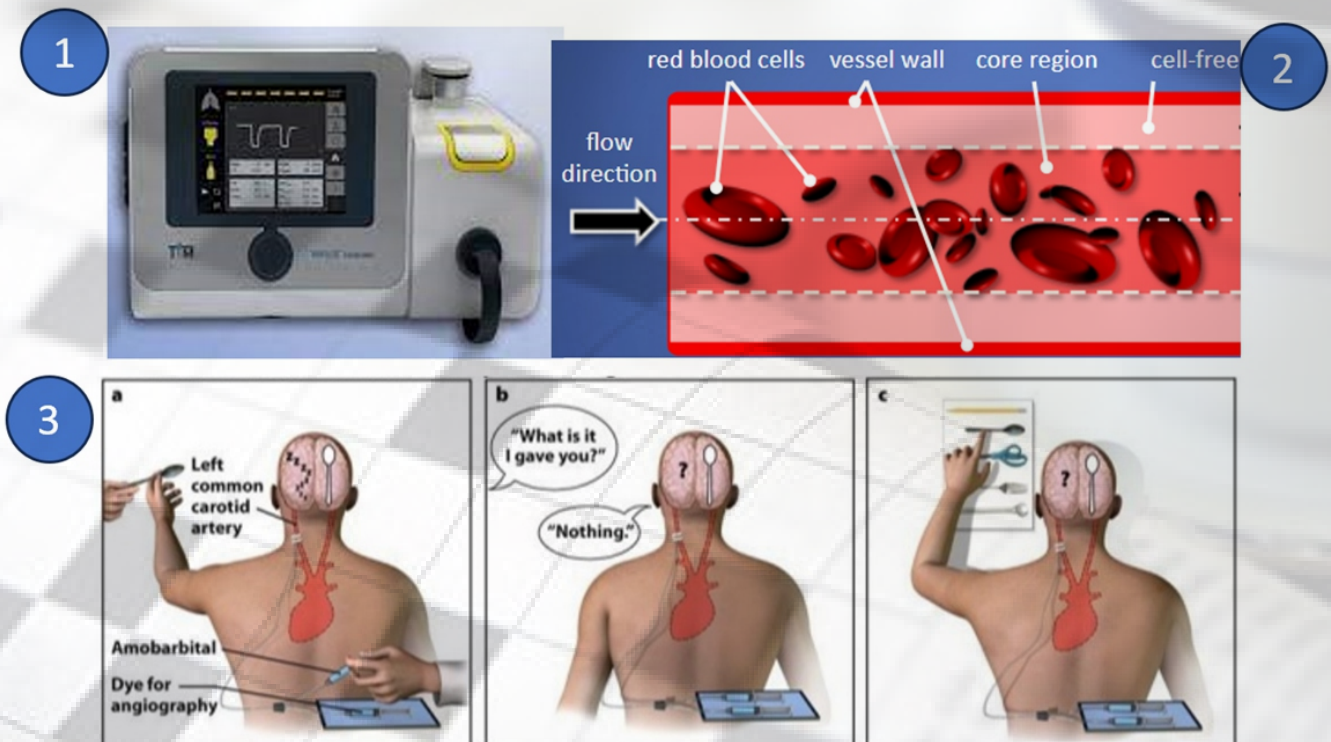 1
red blood cells vessel wall core region cell-free
2
flow
direction
3
a
Left
common
carotid
artery
Amobarbital
Dye for
angiography
b
"What is it
I gave you?"
?
"Nothing."
c
?